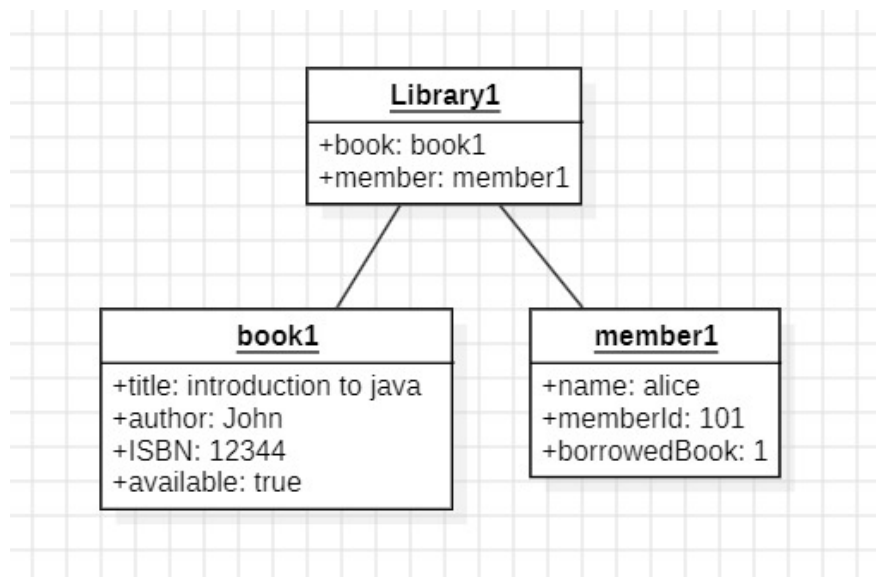 Library1
+book: book1
+member: member1
book1
+title: introduction to java
+author: John
+ISBN: 12344
+available: true
member1
+name: alice
+memberId: 101
+borrowedBook: 1